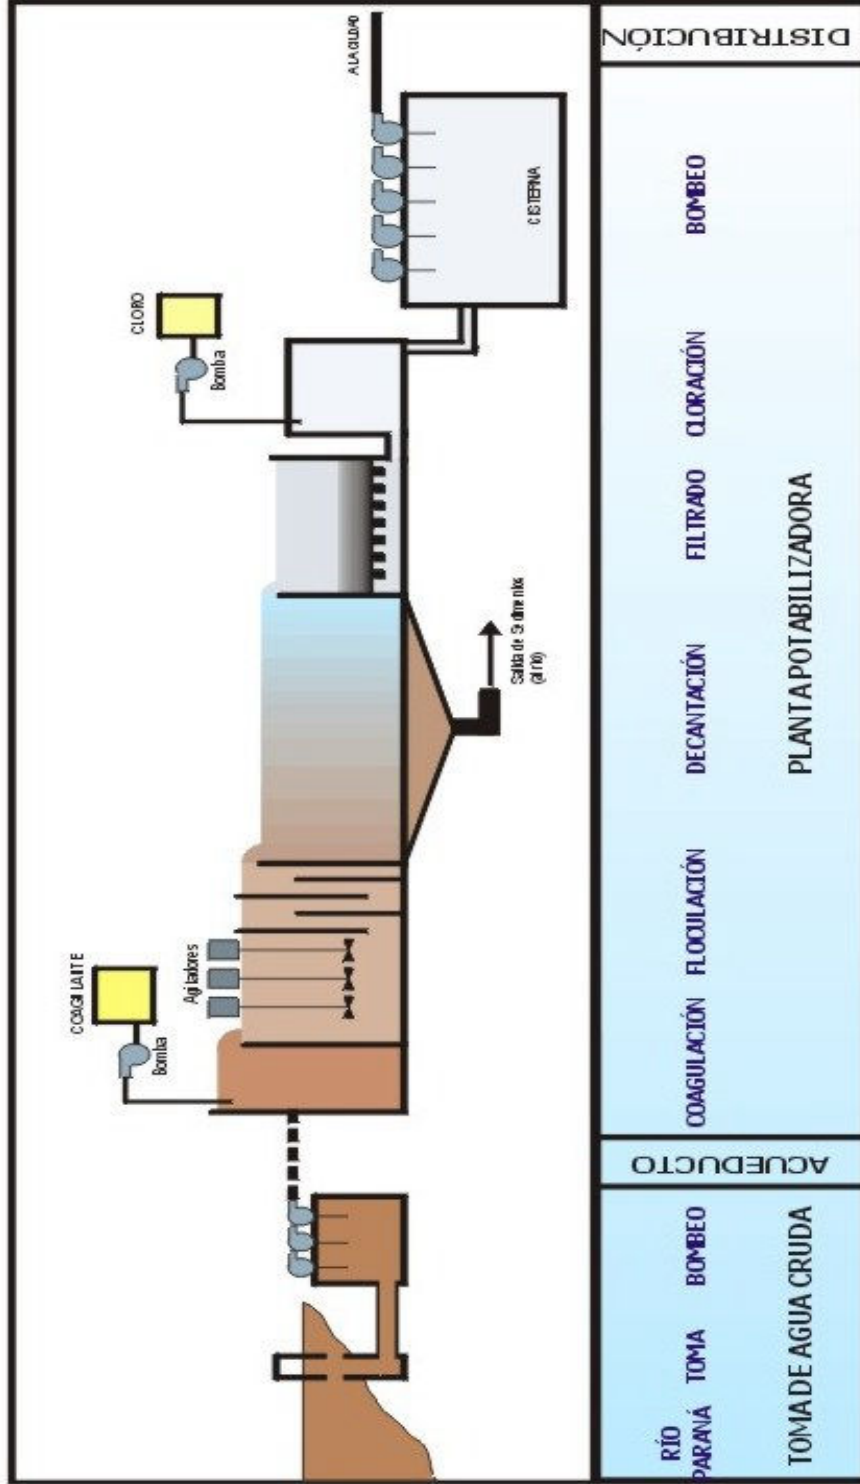 COAGULANTE
Bomba
Agitadores
Salida de Sedimentos
(al río)
CLORO
Bomba
CISTERNA
A LA CIUDAD
RÍO
PARANÁ
TOMA
BOMBEO
TOMA DE AGUA CRUDA
ACUEDUCTO
COAGULACIÓN
FLOCULACIÓN
DECANTACIÓN
FILTRADO
CLORACIÓN
BOMBEO
PLANTA POTABILIZADORA
DISTRIBUCIÓN